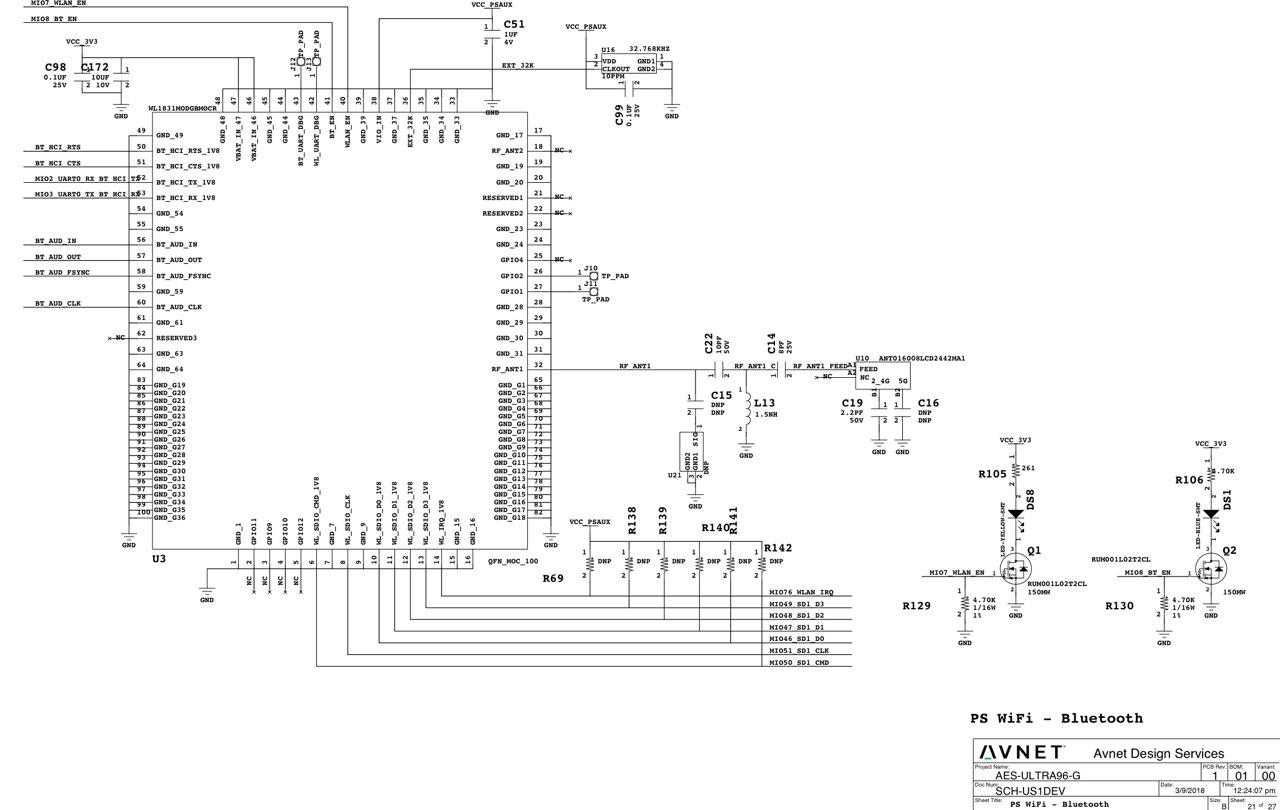 MIO7_WLAN_EN
MIO8_BT_EN
VCC_3V3
C98
0.1UF
25V
C172
10UF
10V
GND
J12
TP_PAD
J13
TP_PAD
VCC_PSAUX
C51
1UF
4V
GND
EXT_32K
VCC_PSAUX
U16 32.768KHZ
VDD GND1
CLKOUT GND2
10PPM
C99
0.1UF
25V
GND
WL1831MODGBMOCR
48 47 46 45 44 43 42 41 40 39 38 37 36 35 34 33
GND_48
VBAT_IN_47
VBAT_IN_46
GND_45
GND_44
BT_UART_DBG
WL_UART_DBG
BT_EN
WLAN_EN
GND_39
VIO_IN
GND_37
EXT_32K
GND_35
GND_34
GND_33
49 GND_49
BT_HCI_RTS 50 BT_HCI_RTS_1V8
BT_HCI_CTS 51 BT_HCI_CTS_1V8
MIO2_UART0_RX_BT_HCI_TX 52 BT_HCI_TX_1V8
MIO3_UART0_TX_BT_HCI_RX 53 BT_HCI_RX_1V8
54 GND_54
55 GND_55
BT_AUD_IN 56 BT_AUD_IN
BT_AUD_OUT 57 BT_AUD_OUT
BT_AUD_FSYNC 58 BT_AUD_FSYNC
59 GND_59
BT_AUD_CLK 60 BT_AUD_CLK
61 GND_61
NC 62 RESERVED3
63 GND_63
64 GND_64
83 GND_G19
84 GND_G20
85 GND_G21
86 GND_G22
87 GND_G23
88 GND_G24
89 GND_G25
90 GND_G26
91 GND_G27
92 GND_G28
93 GND_G29
94 GND_G30
95 GND_G31
96 GND_G32
97 GND_G33
98 GND_G34
99 GND_G35
100 GND_G36
GND
GND_17 17
RF_ANT2 18 NC
GND_19 19
GND_20 20
RESERVED1 21 NC
RESERVED2 22 NC
GND_23 23
GND_24 24
GPIO4 25 NC
GPIO2 26 1 J10 TP_PAD
GPIO1 27 1 J11 TP_PAD
GND_28 28
GND_29 29
GND_30 30
GND_31 31
RF_ANT1 32
GND_G1 65
GND_G2 66
GND_G3 67
GND_G4 68
GND_G5 69
GND_G6 70
GND_G7 71
GND_G8 72
GND_G9 73
GND_G10 74
GND_G11 75
GND_G12 76
GND_G13 77
GND_G14 78
GND_G15 79
GND_G16 80
GND_G17 81
GND_G18 82
GND
GND_1
GPIO11
GPIO9
GPIO10
GPIO12
WL_SDIO_CMD_1V8
GND_7
WL_SDIO_CLK
GND_9
WL_SDIO_D0_1V8
WL_SDIO_D1_1V8
WL_SDIO_D2_1V8
WL_SDIO_D3_1V8
WL_IRQ_1V8
GND_15
GND_16
U3
QFN_MOC_100
1 2 3 4 5 6 7 8 9 10 11 12 13 14 15 16
NC NC NC NC
GND
RF_ANT1
C22
10PF
50V
RF_ANT1_C
C14
8PF
25V
RF_ANT1_FEED
U10 ANT016008LCD2442MA1
A1 FEED
A2 NC
NC
2_4G 5G
B1 B2
C15
DNP
DNP
L13
1.5NH
GND
C19
2.2PF
50V
GND
C16
DNP
DNP
GND
U21
SIG
GND2
GND1
DNP
GND
VCC_PSAUX
R138
R139
R140
R141
R142
R69
DNP DNP DNP DNP DNP DNP
MIO76_WLAN_IRQ
MIO49_SD1_D3
MIO48_SD1_D2
MIO47_SD1_D1
MIO46_SD1_D0
MIO51_SD1_CLK
MIO50_SD1_CMD
VCC_3V3
R105
261
DS8
LED-YELLOW-SMT
Q1
RUM001L02T2CL
150MW
MIO7_WLAN_EN
R129
4.70K
1/16W
1%
GND
GND
VCC_3V3
R106
4.70K
DS1
LED-BLUE-SMT
Q2
RUM001L02T2CL
150MW
MIO8_BT_EN
R130
4.70K
1/16W
1%
GND
GND
PS WiFi - Bluetooth
AVNET Avnet Design Services
Project Name: AES-ULTRA96-G
PCB Rev: 1
BOM: 01
Variant: 00
Doc Num: SCH-US1DEV
Date: 3/9/2018
Time: 12:24:07 pm
Sheet Title: PS WiFi - Bluetooth
Size: B
Sheet: 21 of 27